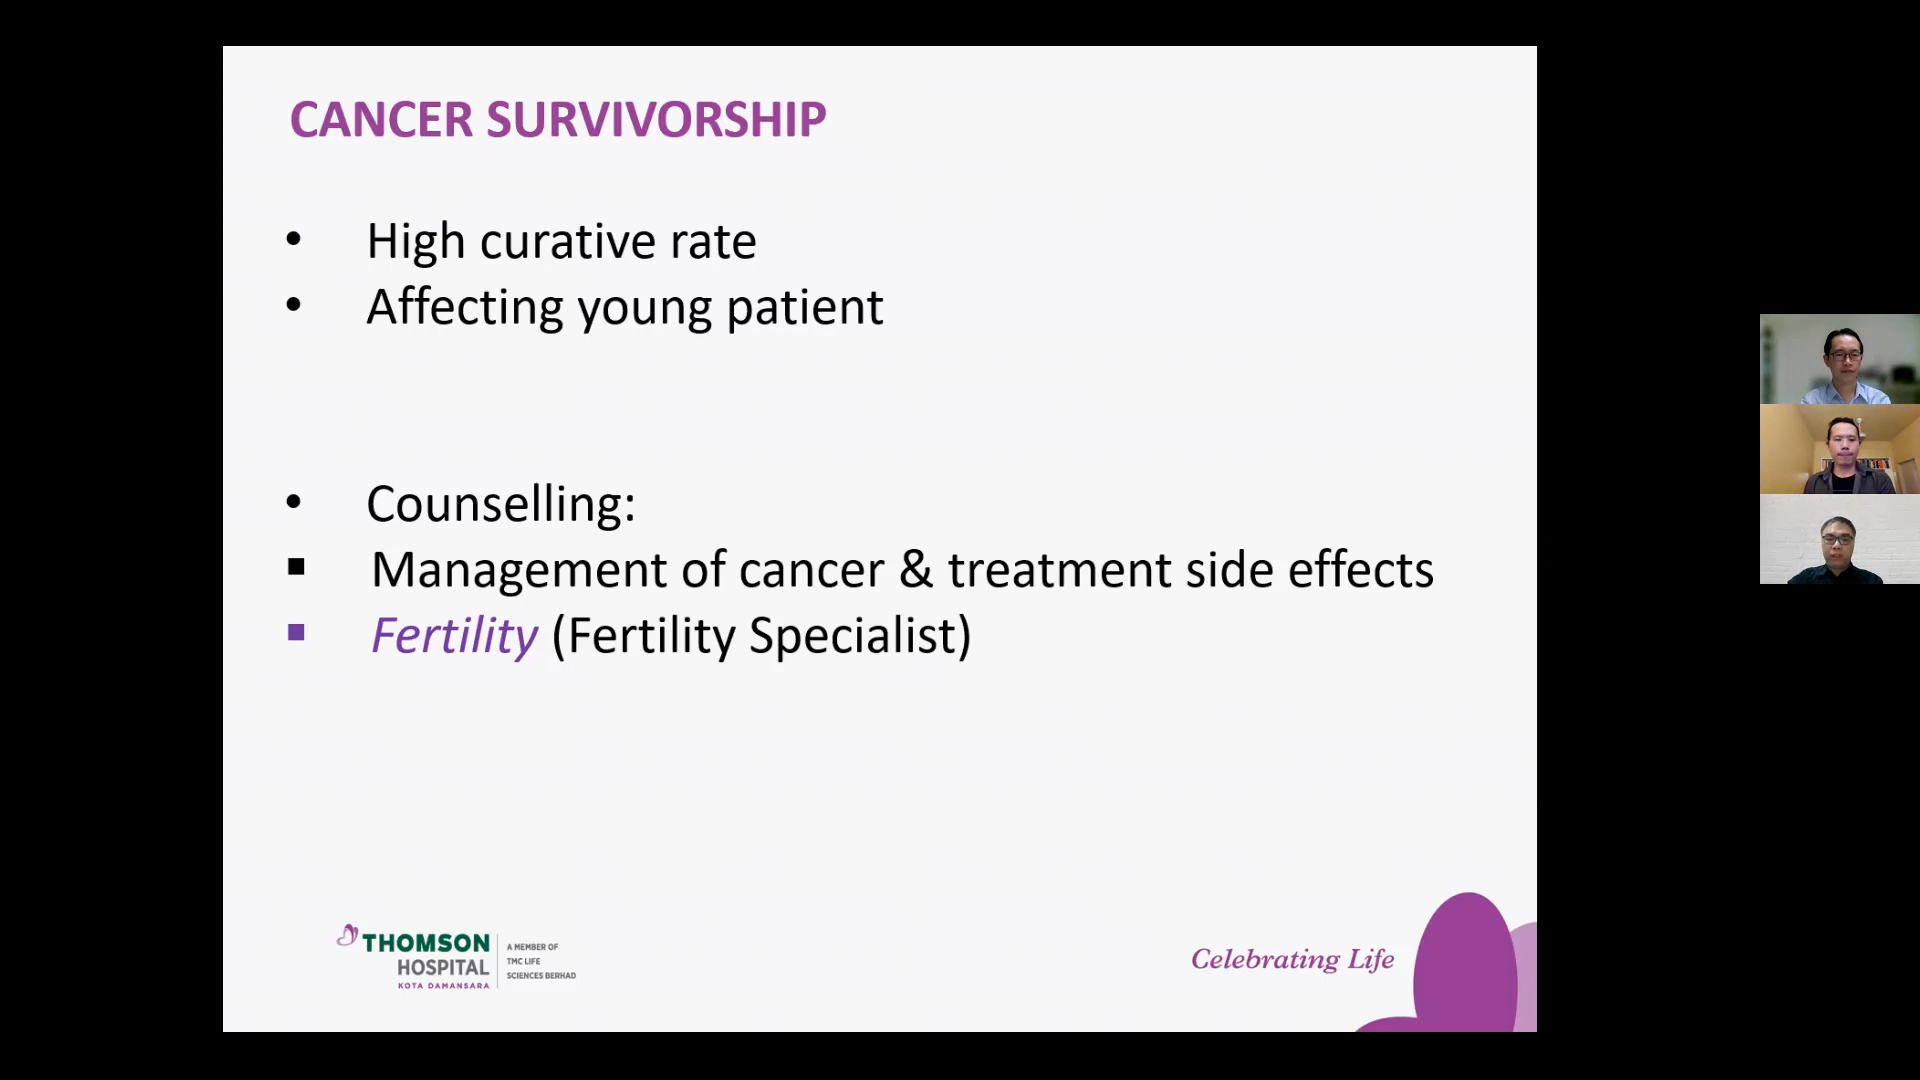 CANCER SURVIVORSHIP
• High curative rate
• Affecting young patient
• Counselling:
▪ Management of cancer & treatment side effects
▪ Fertility (Fertility Specialist)
THOMSON
HOSPITAL
KOTA DAMANSARA
A MEMBER OF
TMC LIFE
SCIENCES BERHAD
Celebrating Life